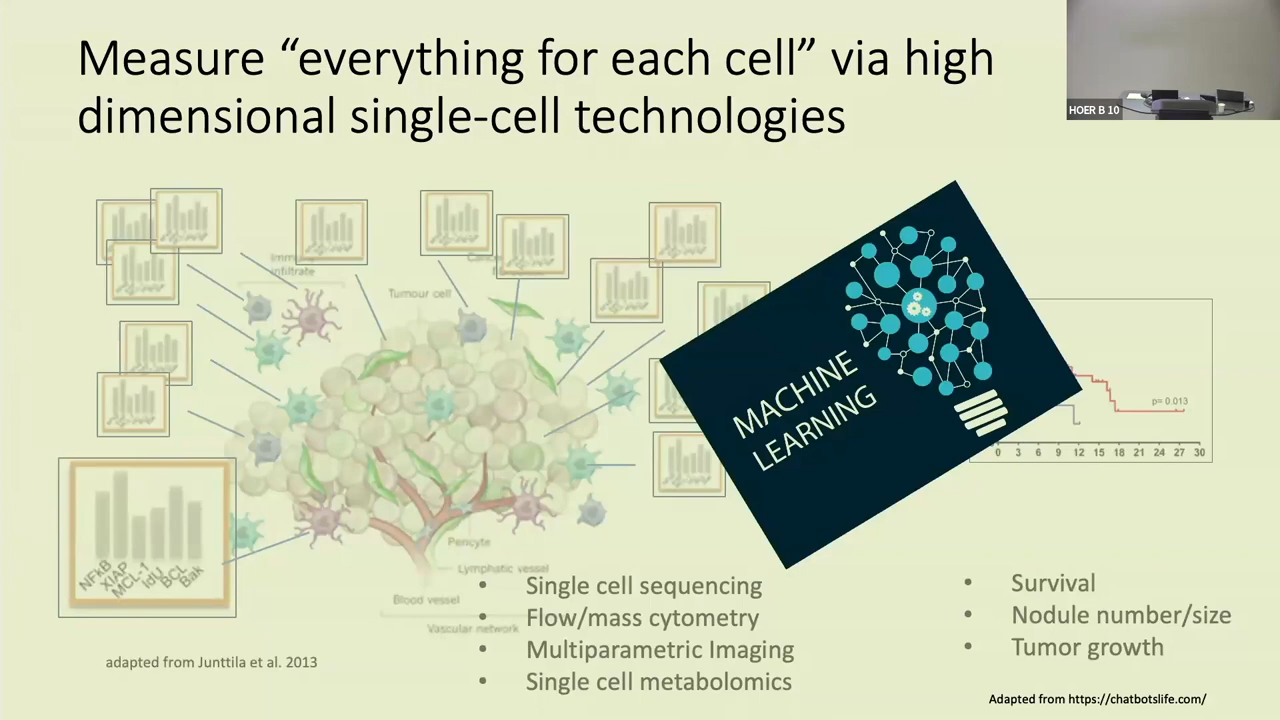 Measure “everything for each cell” via high
dimensional single-cell technologies
HOER B 10
Tumour cell
MACHINE
LEARNING
p= 0.013
0 3 6 9 12 15 18 21 24 27 30
NFkB
XIAP
MCL-1
idU
BCL
Bak
Pericyte
Lymphatic vessel
Blood vessel
Vascular network
• Single cell sequencing
• Flow/mass cytometry
• Multiparametric Imaging
• Single cell metabolomics
• Survival
• Nodule number/size
• Tumor growth
adapted from Junttila et al. 2013
Adapted from https://chatbotslife.com/